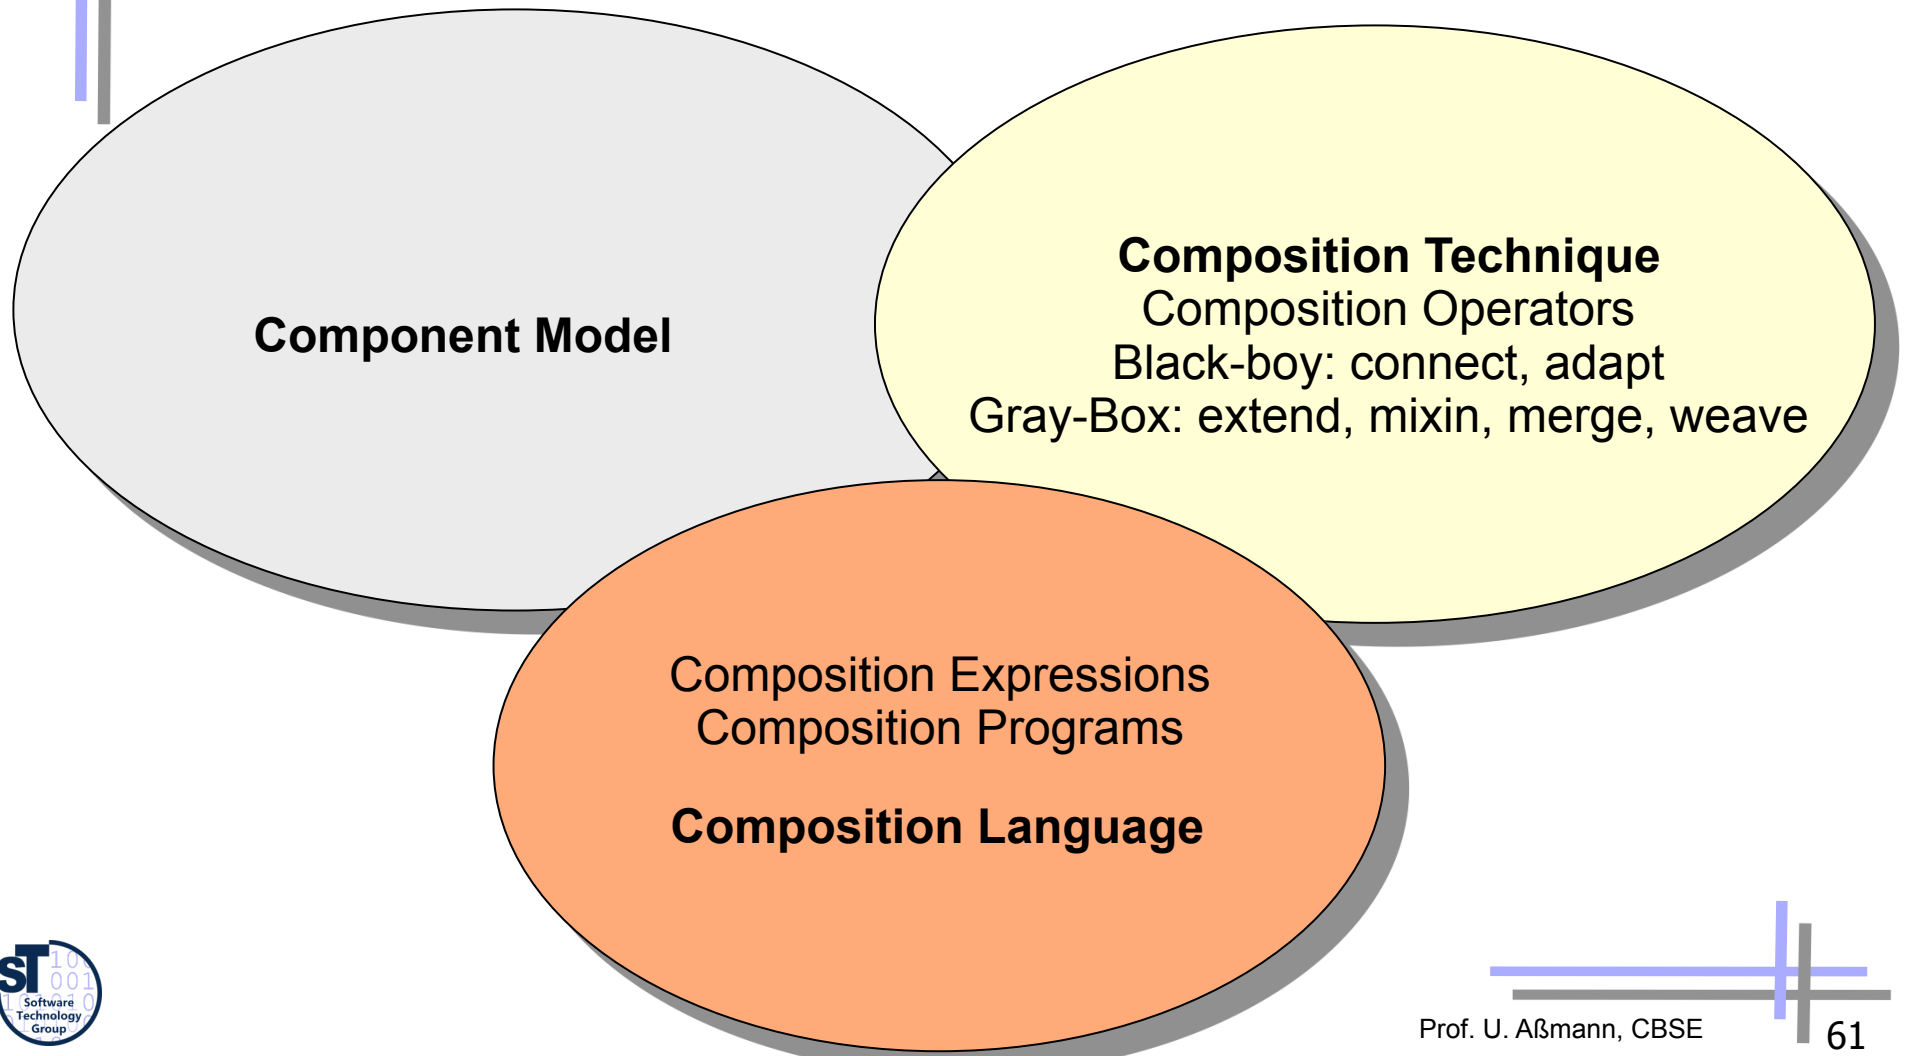 Component Model
Composition Technique
Composition Operators
Black-boy: connect, adapt
Gray-Box: extend, mixin, merge, weave
Composition Expressions
Composition Programs
Composition Language
ST
Software
Technology
Group
Prof. U. Aßmann, CBSE
61